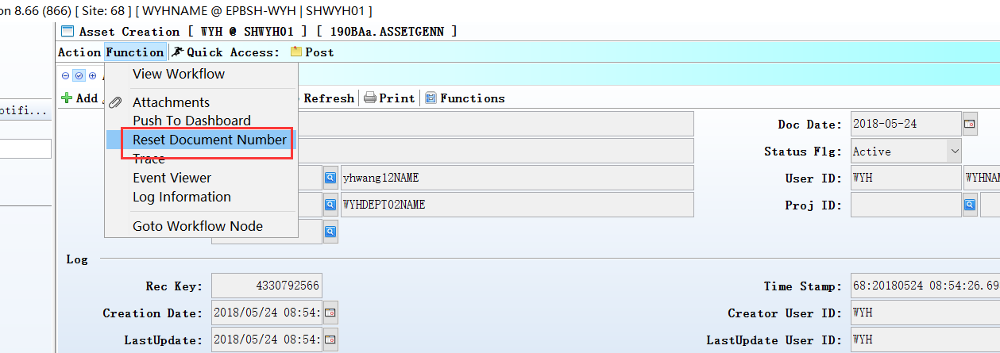 on 8.66 (866) [ Site: 68 ] [ WYHNAME @ EPBSH-WYH | SHWYH01 ]
Asset Creation [ WYH @ SHWYH01 ] [ 190BAa.ASSETGENN ]
Action Function Quick Access: Post
View Workflow
Add Refresh Print Functions
Attachments
otifi...
Push To Dashboard
Doc Date: 2018-05-24
Reset Document Number
Status Flg: Active
Trace
Event Viewer yhwang12NAME User ID: WYH WYHNA
Log Information WYHDEPT02NAME Proj ID:
Goto Workflow Node
Log
Rec Key: 4330792566 Time Stamp: 68:20180524 08:54:26.69
Creation Date: 2018/05/24 08:54: Creator User ID: WYH
LastUpdate: 2018/05/24 08:54: LastUpdate User ID: WYH